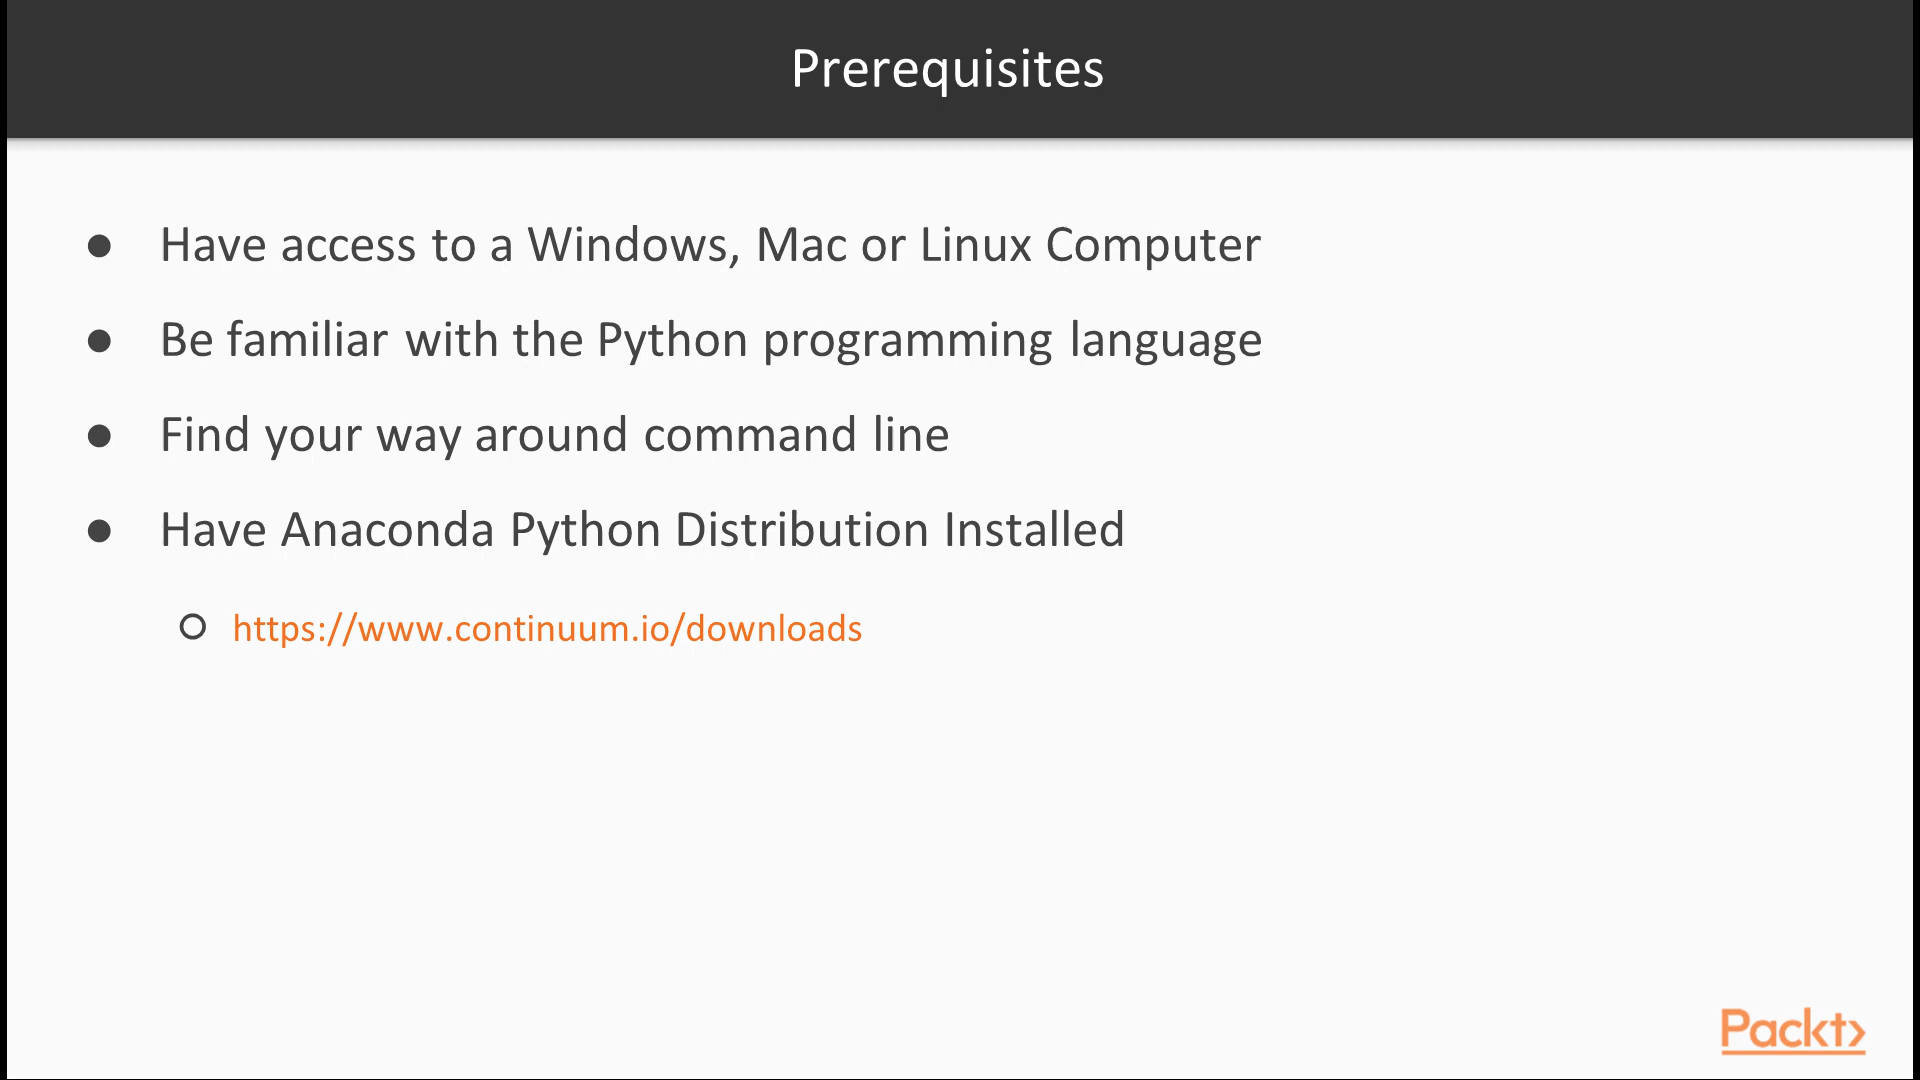 Prerequisites
● Have access to a Windows, Mac or Linux Computer
● Be familiar with the Python programming language
● Find your way around command line
● Have Anaconda Python Distribution Installed
○ https://www.continuum.io/downloads
Packt>